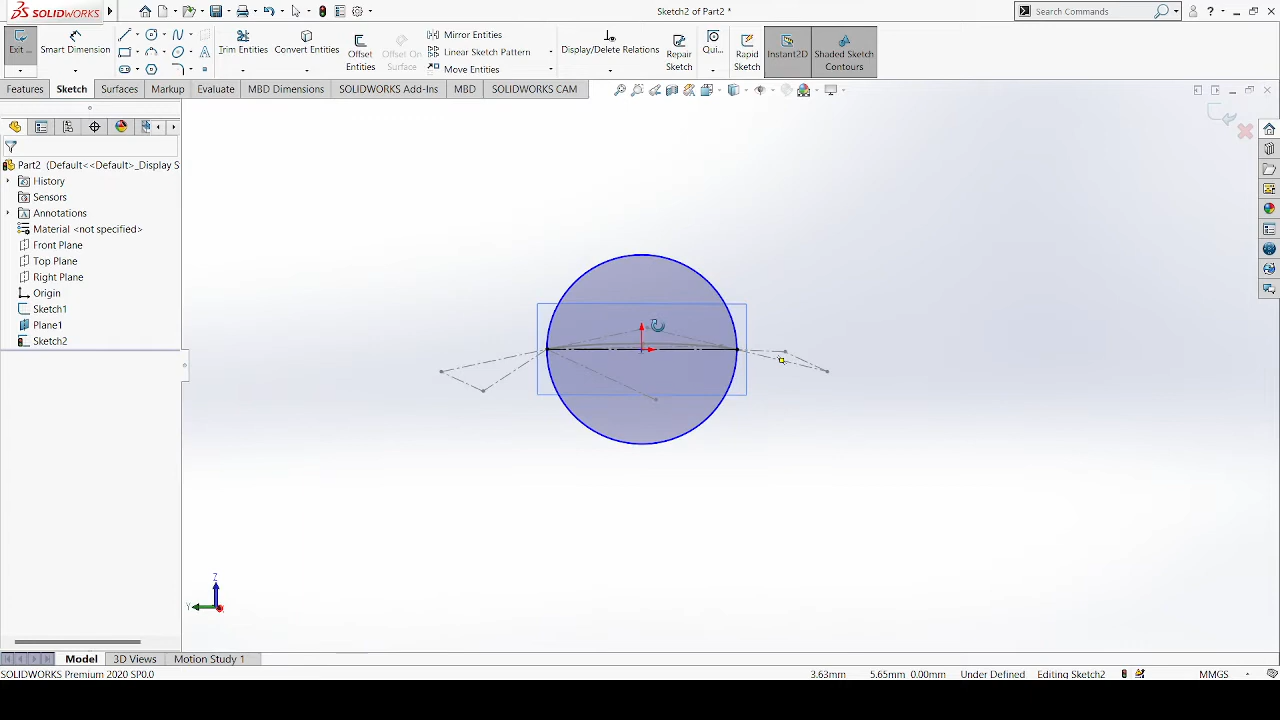 SOLIDWORKS
Sketch2 of Part2 *
Search Commands
Exit ...
Smart Dimension
Trim Entities
Convert Entities
Offset Entities
Offset On Surface
Mirror Entities
Linear Sketch Pattern
Move Entities
Display/Delete Relations
Repair Sketch
Qui...
Rapid Sketch
Instant2D
Shaded Sketch Contours
Features
Sketch
Surfaces
Markup
Evaluate
MBD Dimensions
SOLIDWORKS Add-Ins
MBD
SOLIDWORKS CAM
Part2 (Default<<Default>_Display S
History
Sensors
Annotations
Material <not specified>
Front Plane
Top Plane
Right Plane
Origin
Sketch1
Plane1
Sketch2
Z
Y
Model
3D Views
Motion Study 1
SOLIDWORKS Premium 2020 SP0.0
3.63mm
5.65mm
0.00mm
Under Defined
Editing Sketch2
MMGS